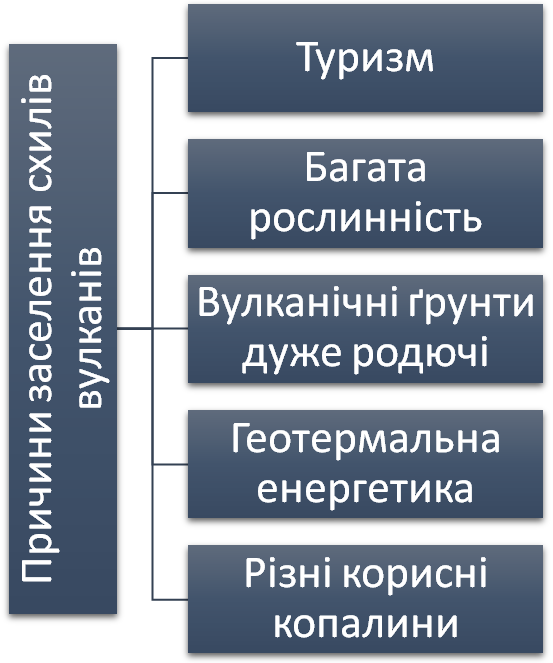 Причини заселення схилів
вулканів
Туризм
Багата
рослинність
Вулканічні ґрунти
дуже родючі
Геотермальна
енергетика
Різні корисні
копалини